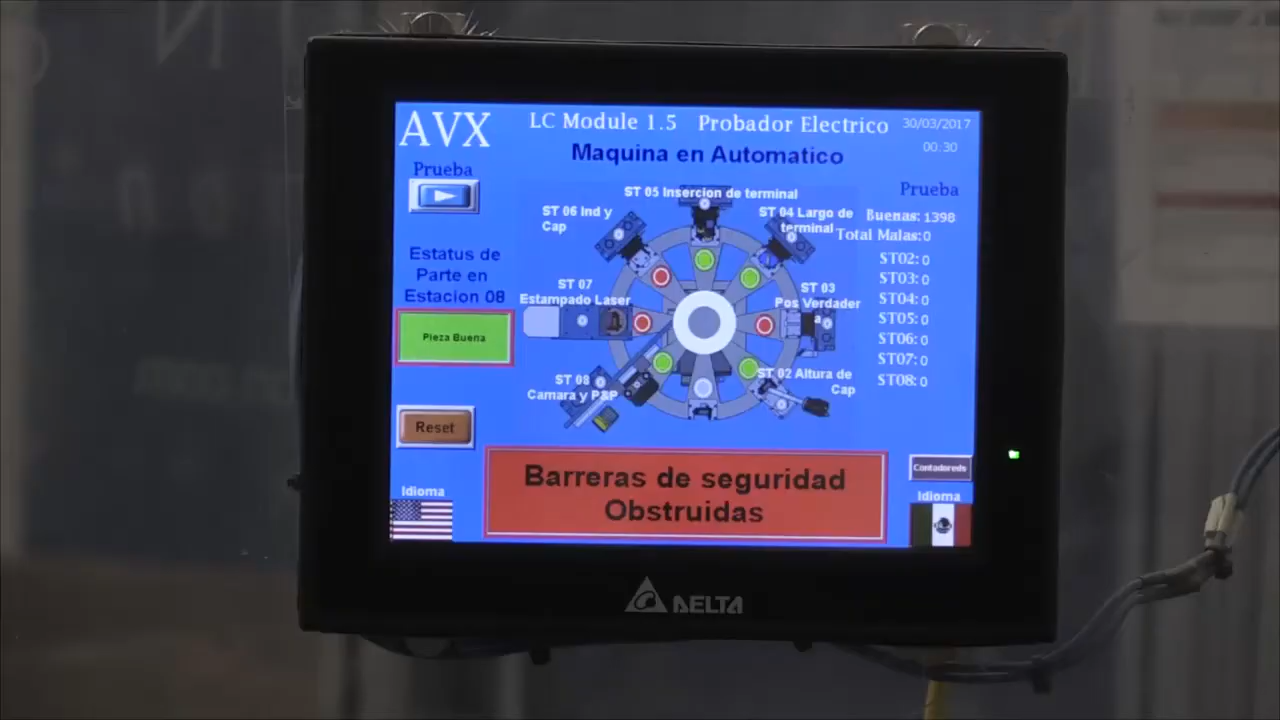 AVX
LC Module 1.5 Probador Electrico
30/03/2017
00:30
Maquina en Automatico
Prueba
Prueba
Buenas: 1398
Total Malas: 0
ST02: 0
ST03: 0
ST04: 0
ST05: 0
ST06: 0
ST07: 0
ST08: 0
ST 05 Insercion de terminal
ST 06 Ind y
Cap
ST 04 Largo de
terminal
ST 07
Estampado Laser
ST 03
Pos Verdader
a
ST 08
Camara y P&P
ST 02 Altura de
Cap
Estatus de
Parte en
Estacion 08
Pieza Buena
Reset
Idioma
Barreras de seguridad
Obstruidas
Contadores
Idioma
DELTA